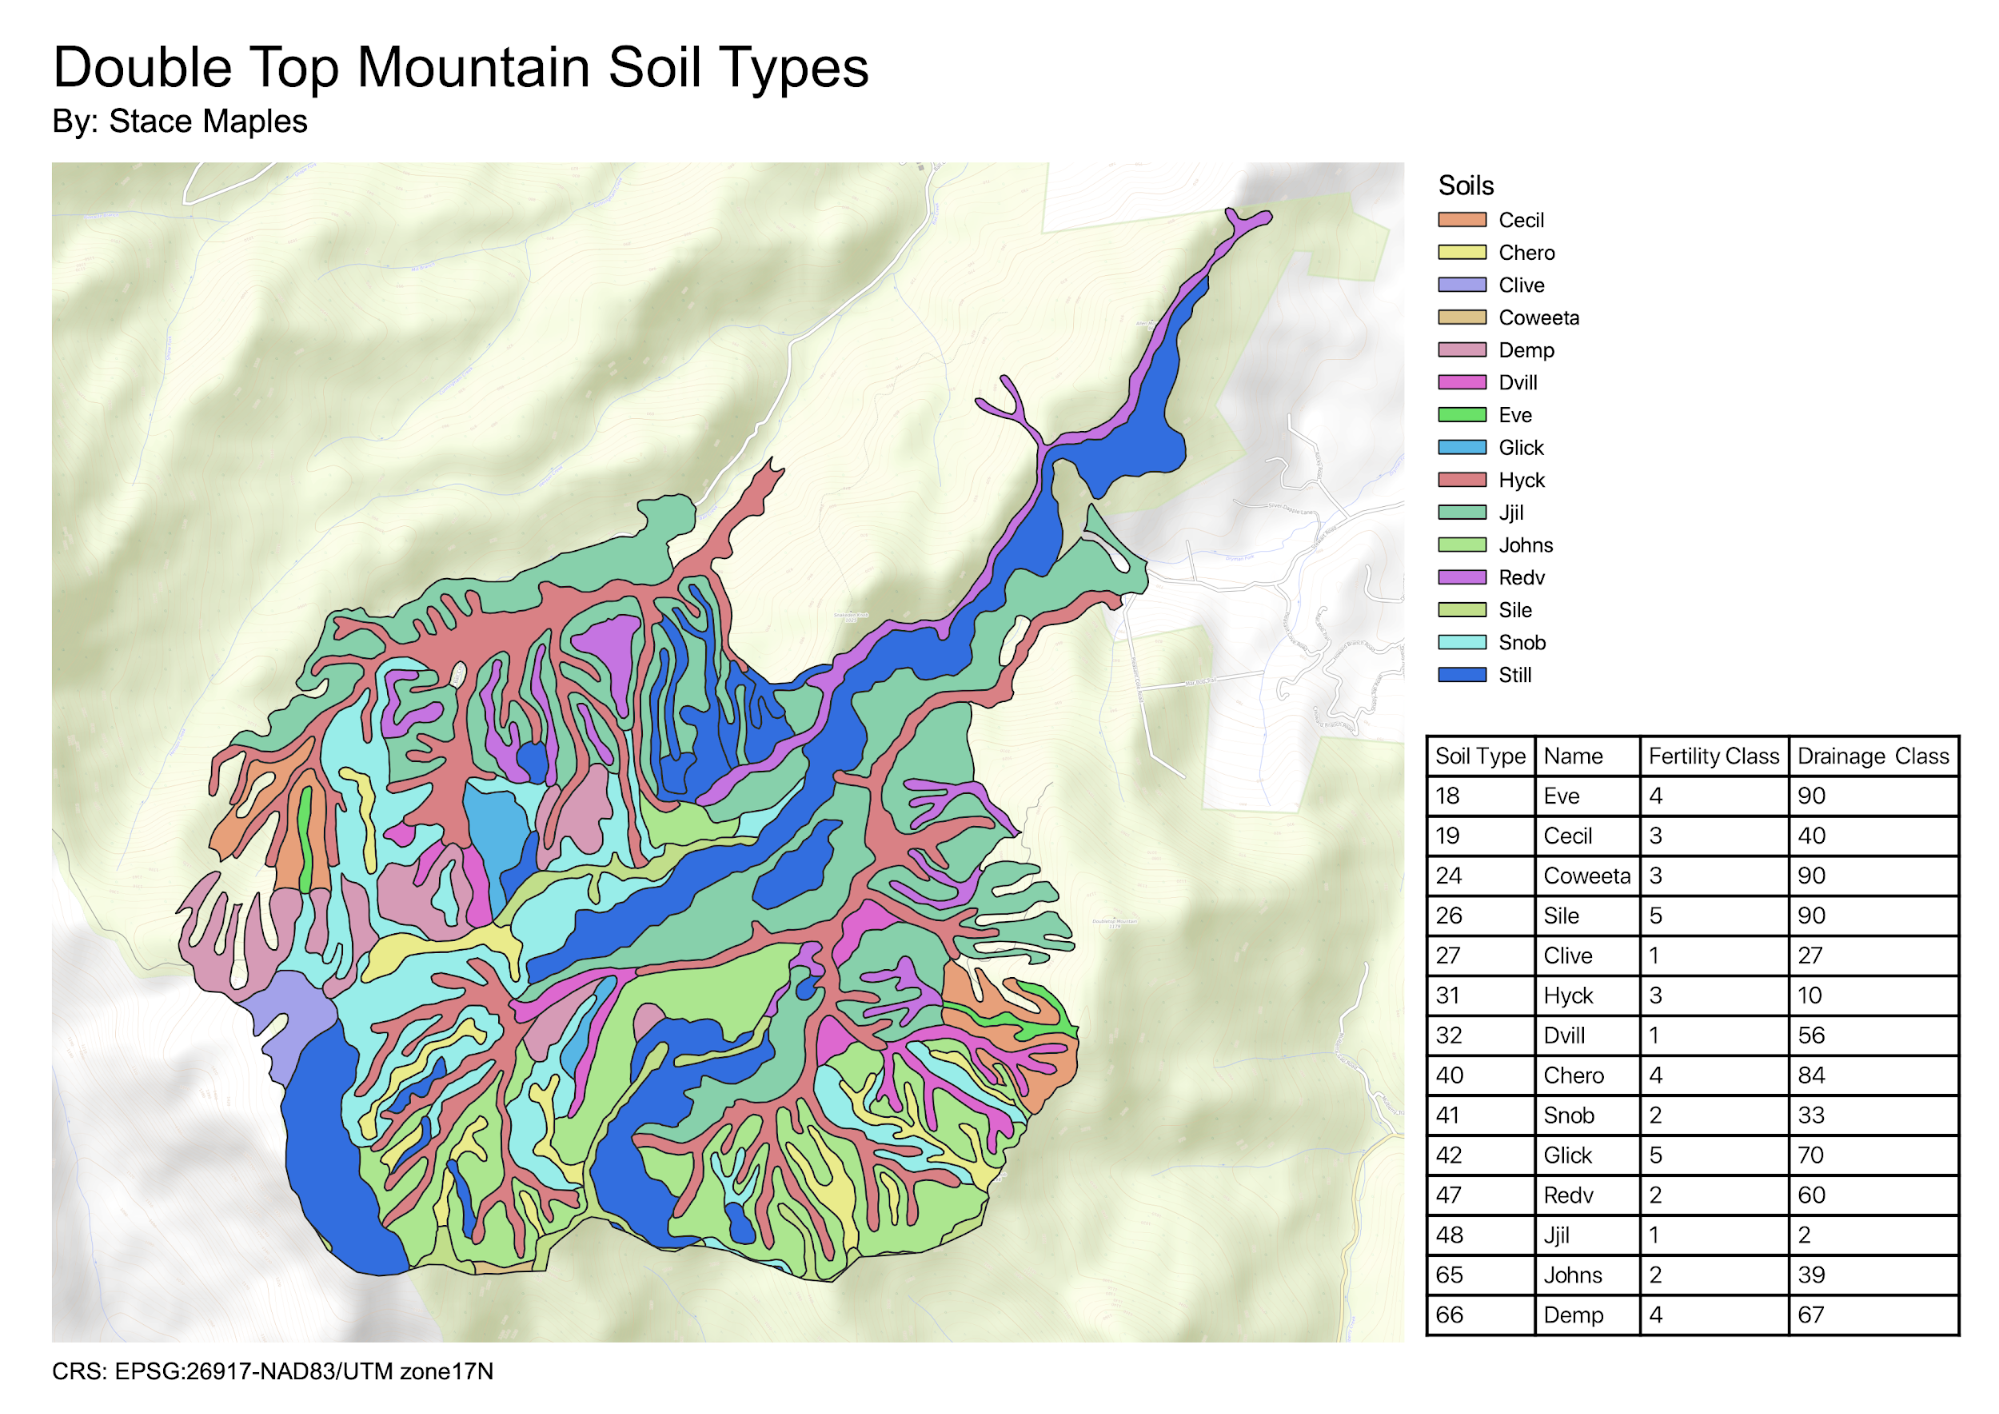 Double Top Mountain Soil Types
By: Stace Maples
Soils
Cecil
Chero
Clive
Coweeta
Demp
Dvill
Eve
Glick
Hyck
Jjil
Johns
Redv
Sile
Snob
Still
Soil Type Name Fertility Class Drainage Class
18 Eve 4 90
19 Cecil 3 40
24 Coweeta 3 90
26 Sile 5 90
27 Clive 1 27
31 Hyck 3 10
32 Dvill 1 56
40 Chero 4 84
41 Snob 2 33
42 Glick 5 70
47 Redv 2 60
48 Jjil 1 2
65 Johns 2 39
66 Demp 4 67
CRS: EPSG:26917-NAD83/UTM zone17N